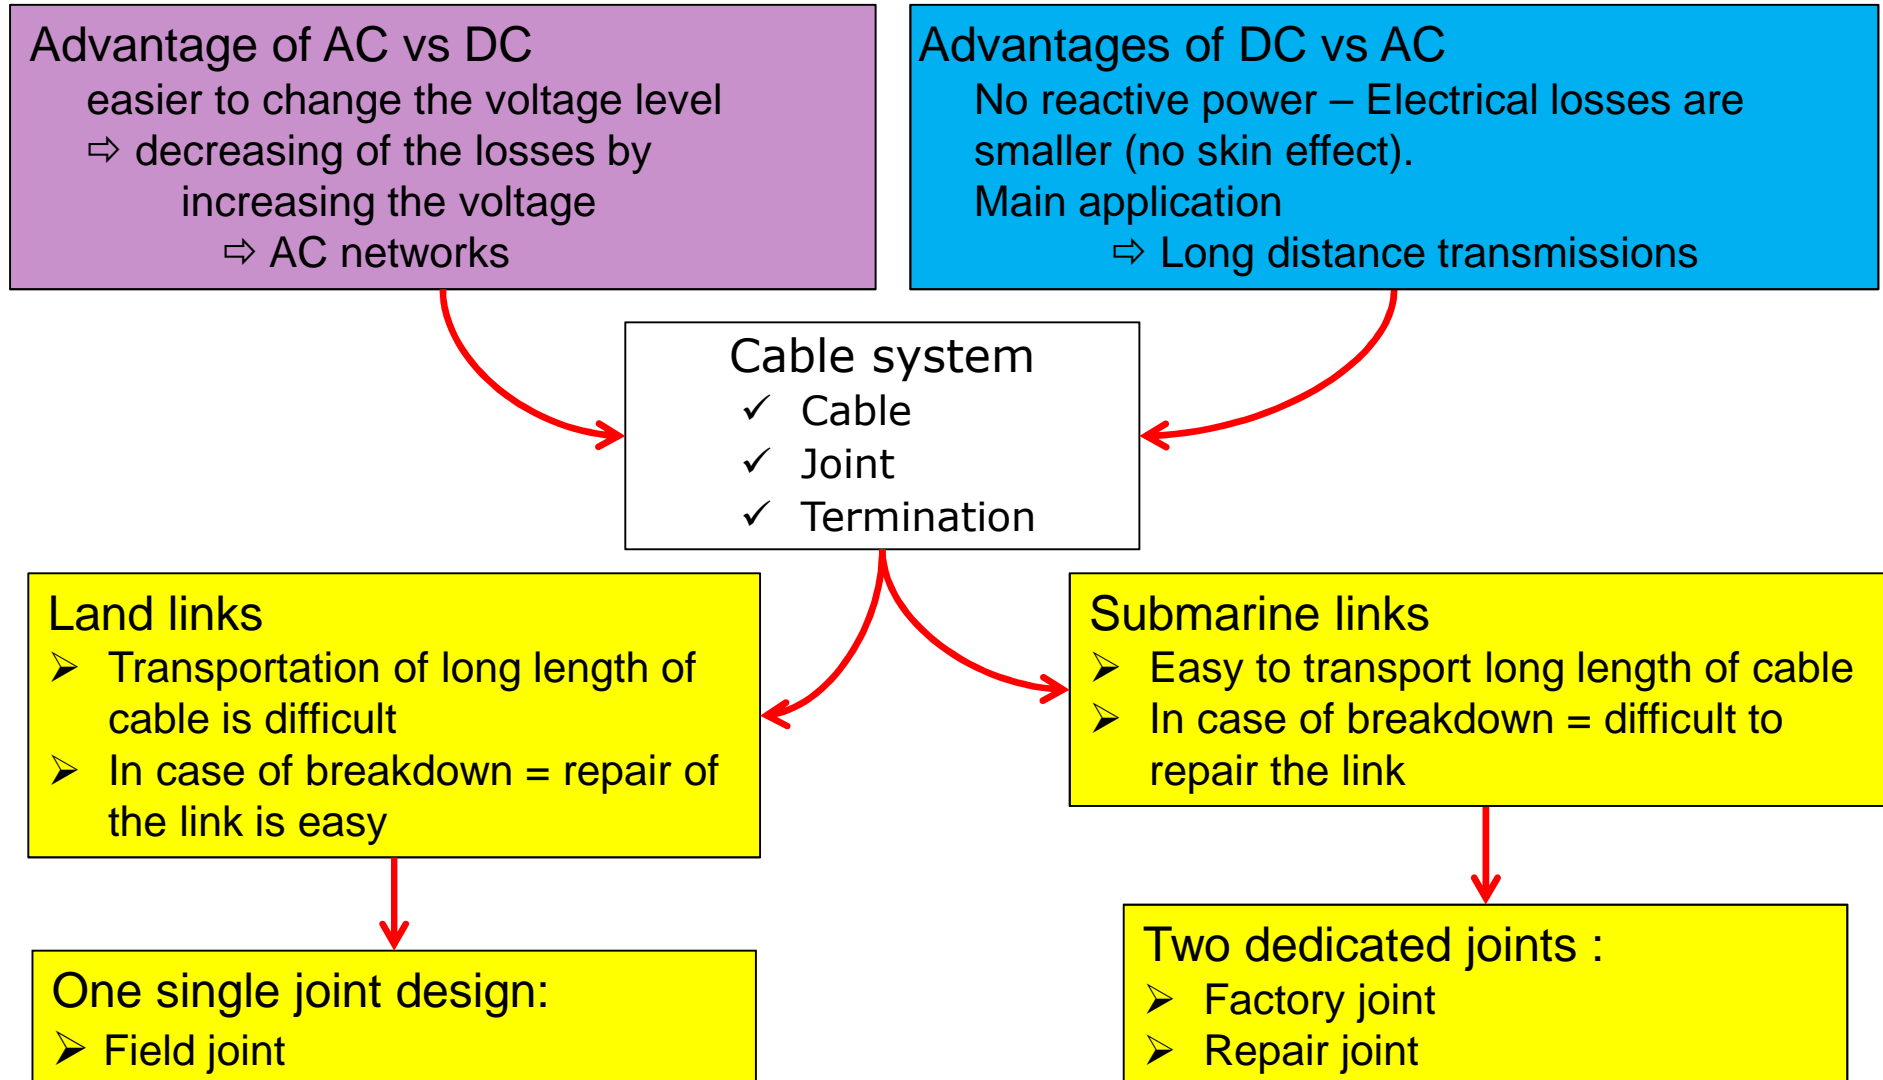 Advantage of AC vs DC
easier to change the voltage level
⇨ decreasing of the losses by
increasing the voltage
⇨ AC networks
Advantages of DC vs AC
No reactive power – Electrical losses are
smaller (no skin effect).
Main application
⇨ Long distance transmissions
Cable system
✓ Cable
✓ Joint
✓ Termination
Land links
➢ Transportation of long length of
cable is difficult
➢ In case of breakdown = repair of
the link is easy
Submarine links
➢ Easy to transport long length of cable
➢ In case of breakdown = difficult to
repair the link
One single joint design:
➢ Field joint
Two dedicated joints :
➢ Factory joint
➢ Repair joint